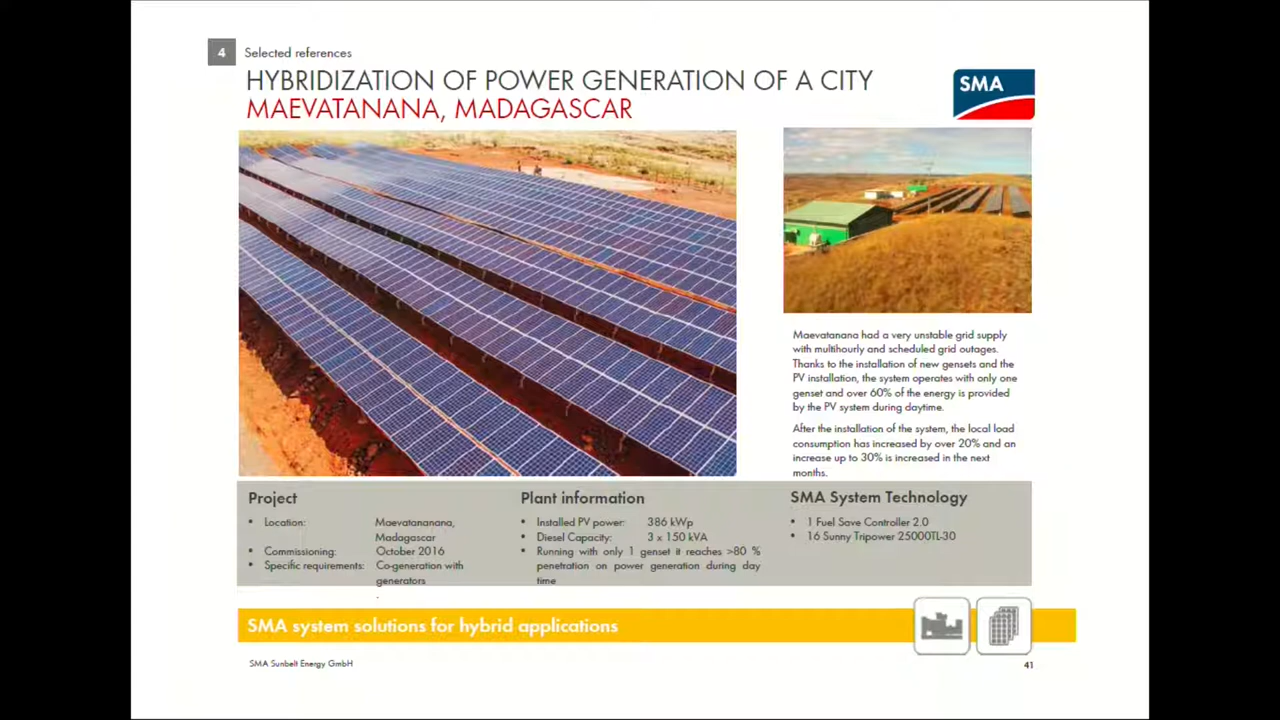 4 Selected references
HYBRIDIZATION OF POWER GENERATION OF A CITY
MAEVATANANA, MADAGASCAR
SMA
Maevatanana had a very unstable grid supply
with multihourly and scheduled grid outages.
Thanks to the installation of new gensets and the
PV installation, the system operates with only one
genset and over 60% of the energy is provided
by the PV system during daytime.
After the installation of the system, the local load
consumption has increased by over 20% and an
increase up to 30% is increased in the next
months.
Project
• Location: Maevatananana,
Madagascar
• Commissioning: October 2016
• Specific requirements: Co-generation with
generators
.
Plant information
• Installed PV power: 386 kWp
• Diesel Capacity: 3 x 150 kVA
• Running with only 1 genset it reaches >80 %
penetration on power generation during day
time
SMA System Technology
• 1 Fuel Save Controller 2.0
• 16 Sunny Tripower 25000TL-30
SMA system solutions for hybrid applications
SMA Sunbelt Energy GmbH
41